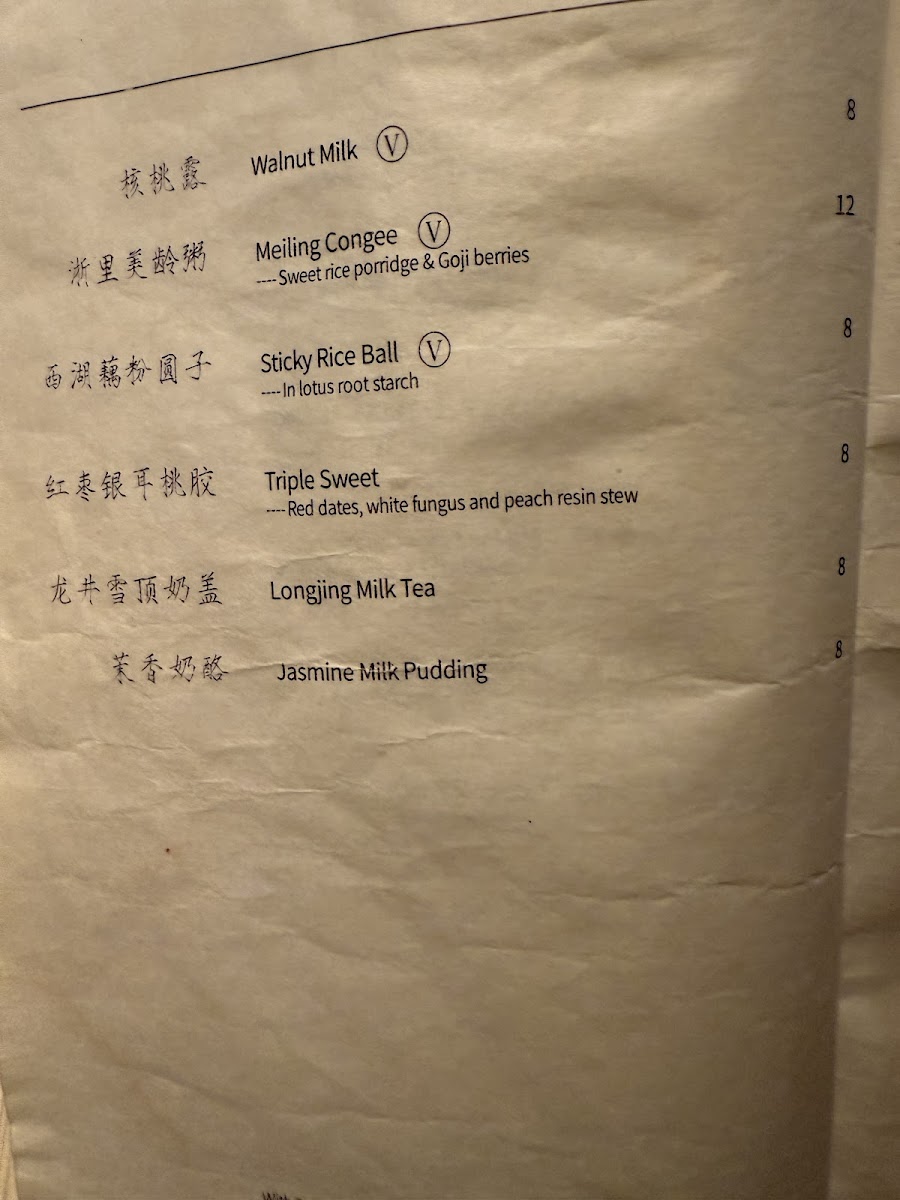 核桃露 Walnut Milk Ⓥ 8
浙里美龄粥 Meiling Congee Ⓥ 12
----Sweet rice porridge & Goji berries
西湖藕粉圆子 Sticky Rice Ball Ⓥ 8
----In lotus root starch
红枣银耳桃胶 Triple Sweet 8
----Red dates, white fungus and peach resin stew
龙井雪顶奶盖 Longjing Milk Tea 8
茉香奶酪 Jasmine Milk Pudding 8